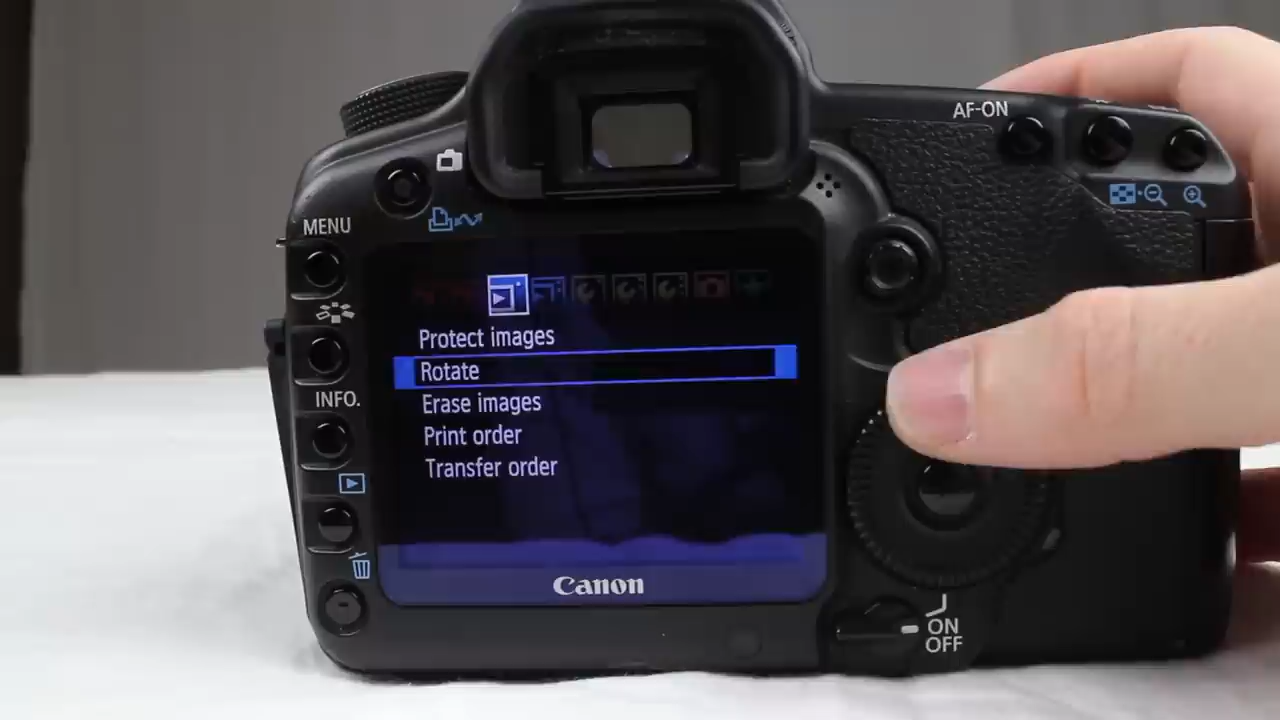 AF-ON
MENU
Protect images
Rotate
INFO.
Erase images
Print order
Transfer order
Canon
ON
OFF